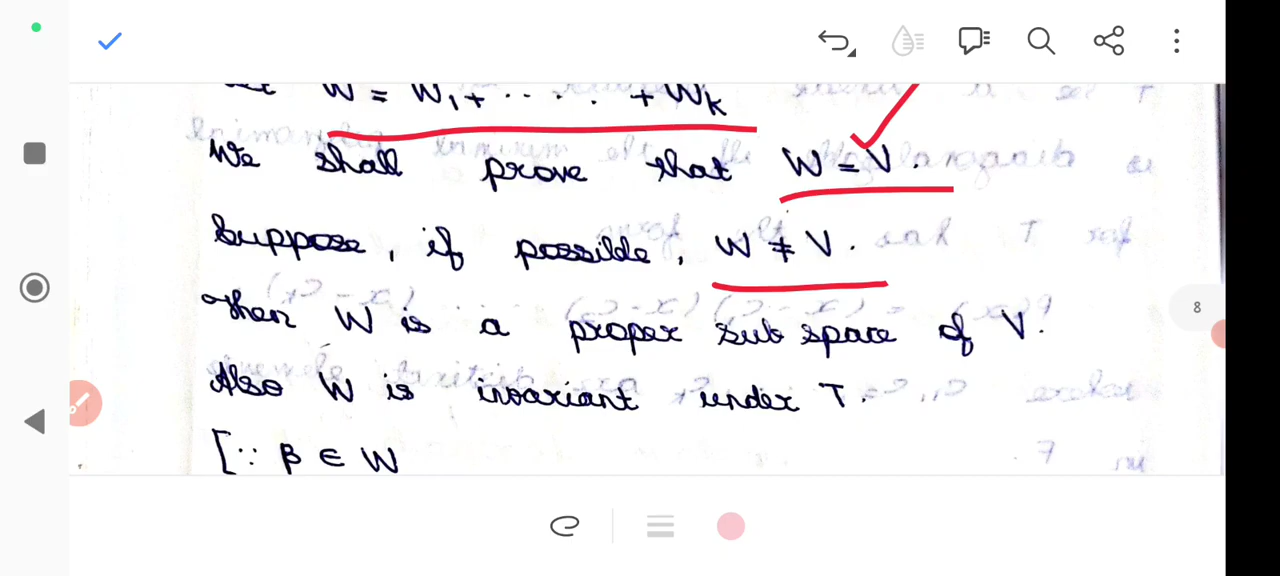 W = W₁ + . . . . + Wₖ
We shall prove that W = V.
Suppose, if possible, W ≠ V.
then W is a proper sub space of V.
8
Also W is invariant under T.
[∵ β ∈ W